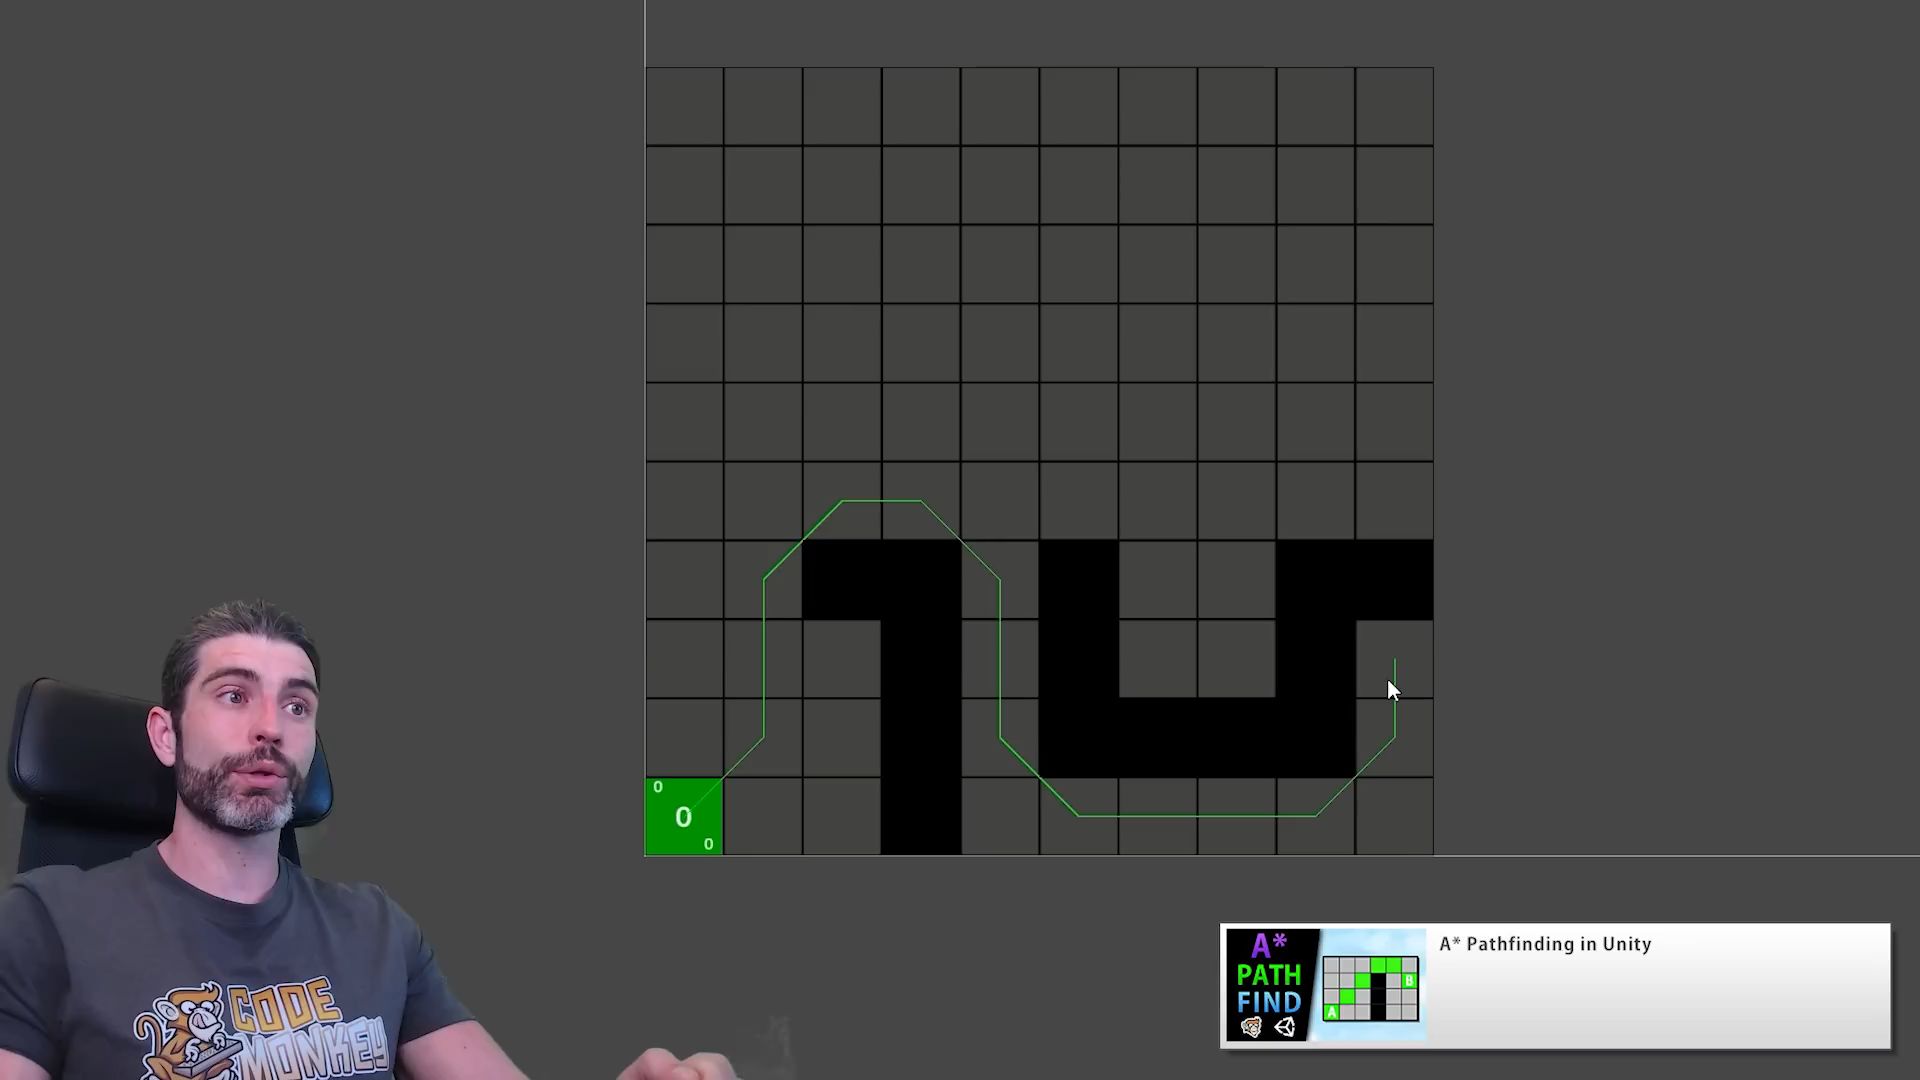 0
0
0
CODE
MONKEY
A*
PATH
FIND
A
B
A* Pathfinding in Unity